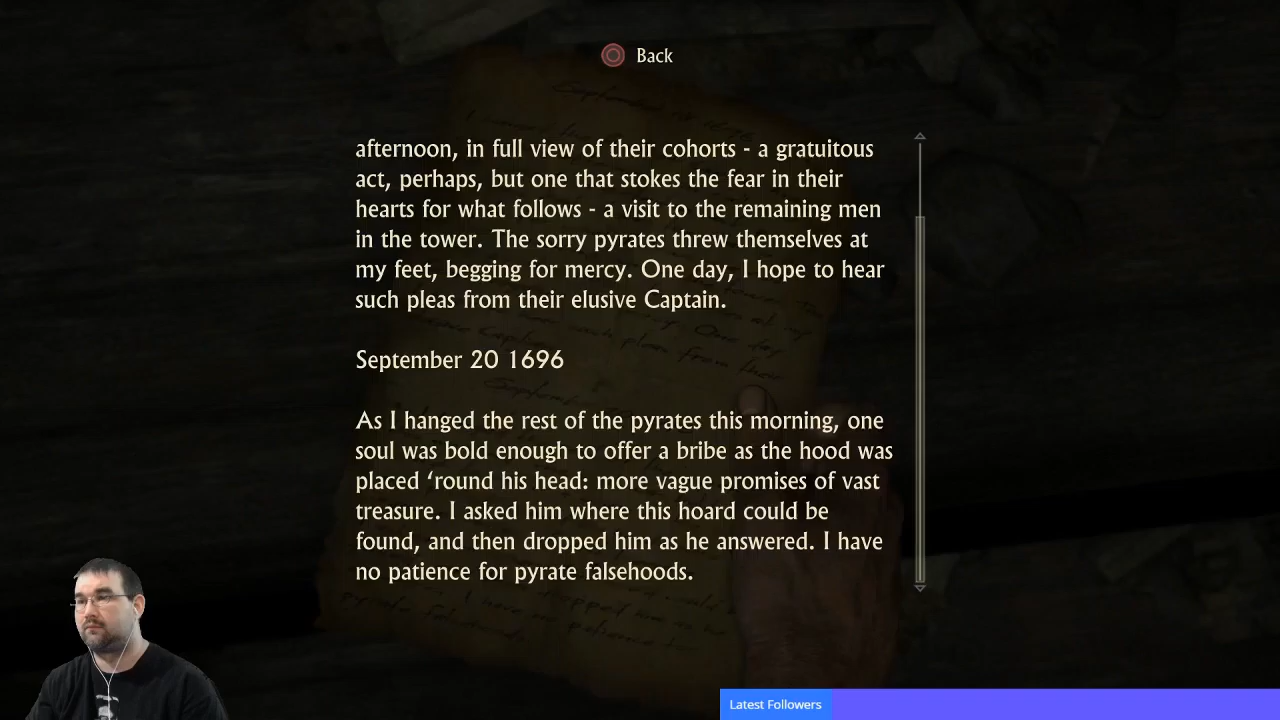 Back
afternoon, in full view of their cohorts - a gratuitous
act, perhaps, but one that stokes the fear in their
hearts for what follows - a visit to the remaining men
in the tower. The sorry pyrates threw themselves at
my feet, begging for mercy. One day, I hope to hear
such pleas from their elusive Captain.
September 20 1696
As I hanged the rest of the pyrates this morning, one
soul was bold enough to offer a bribe as the hood was
placed ‘round his head: more vague promises of vast
treasure. I asked him where this hoard could be
found, and then dropped him as he answered. I have
no patience for pyrate falsehoods.
Latest Followers